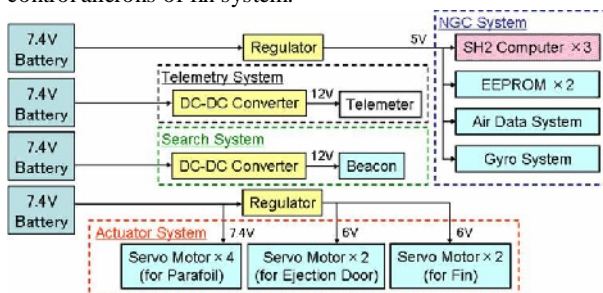 control ailerons of fin system.
NGC System
7.4V
Battery
Regulator
5V
SH2 Computer ×3
Telemetry System
EEPROM ×2
7.4V
Battery
DC-DC Converter
12V
Telemeter
Air Data System
Search System
7.4V
Battery
DC-DC Converter
12V
Beacon
Gyro System
7.4V
Battery
Regulator
Actuator System
7.4V
6V
6V
Servo Motor ×4
(for Parafoil)
Servo Motor ×2
(for Ejection Door)
Servo Motor ×2
(for Fin)